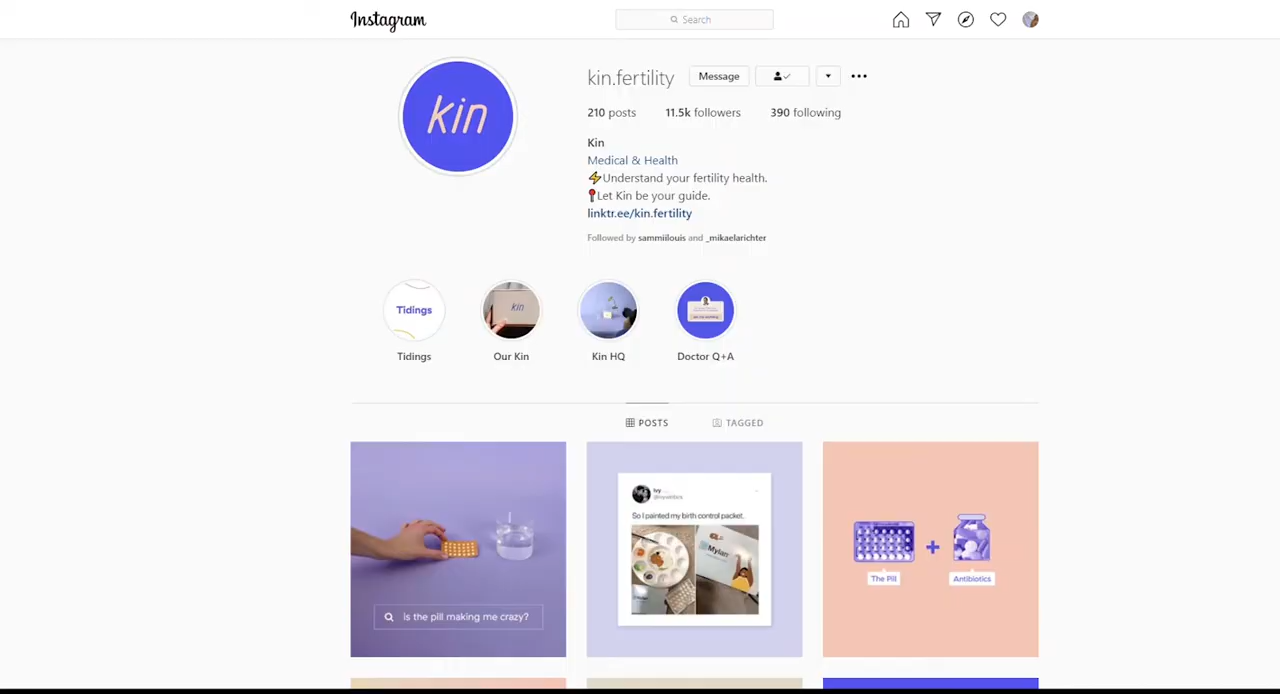 Instagram
Search
kin
kin.fertility
Message
210 posts
11.5k followers
390 following
Kin
Medical & Health
⚡Understand your fertility health.
📍Let Kin be your guide.
linktr.ee/kin.fertility
Followed by sammiilouis and _mikaelarichter
Tidings
kin
Tidings
Our Kin
Kin HQ
Doctor Q+A
POSTS
TAGGED
Is the pill making me crazy?
Ivy
So I painted my birth control packet.
Mylan
The Pill
+
Antibiotics